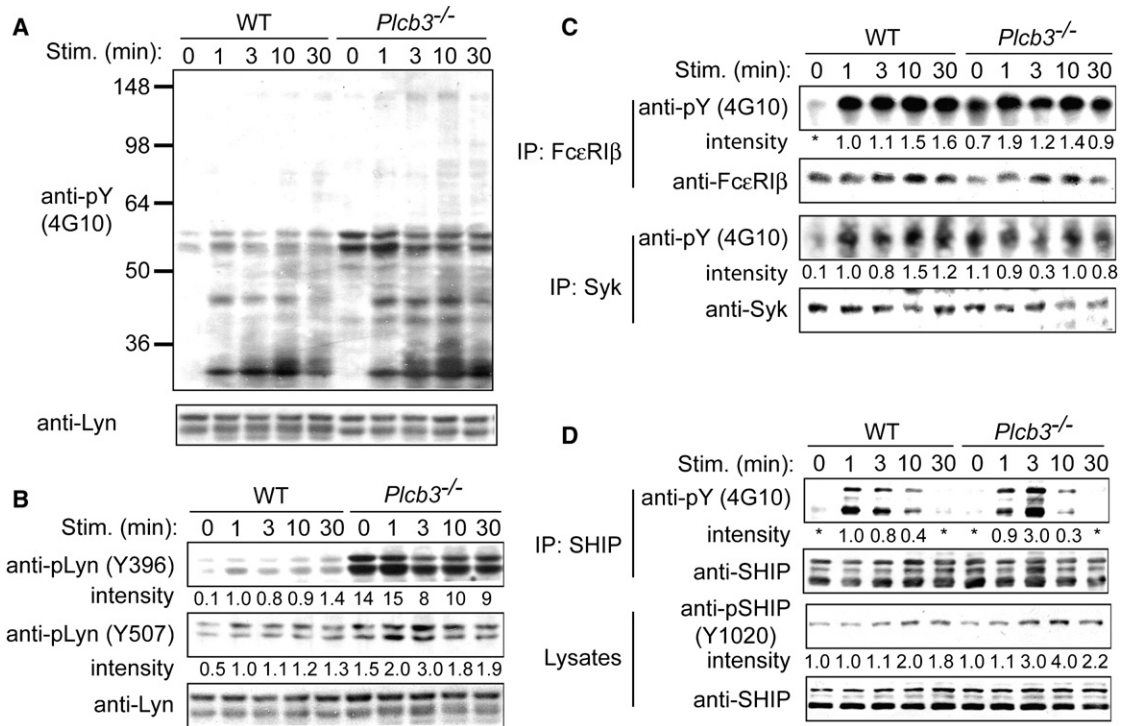 A
WT
Plcb3-/-
Stim. (min):
0 1 3 10 30 0 1 3 10 30
148
98
64
50
36
anti-pY
(4G10)
anti-Lyn
B
WT
Plcb3-/-
Stim. (min):
0 1 3 10 30 0 1 3 10 30
anti-pLyn (Y396)
intensity
0.1 1.0 0.8 0.9 1.4 14 15 8 10 9
anti-pLyn (Y507)
intensity
0.5 1.0 1.1 1.2 1.3 1.5 2.0 3.0 1.8 1.9
anti-Lyn
C
WT
Plcb3-/-
Stim. (min):
0 1 3 10 30 0 1 3 10 30
IP: FcεRIβ
anti-pY (4G10)
intensity
* 1.0 1.1 1.5 1.6 0.7 1.9 1.2 1.4 0.9
anti-FcεRIβ
IP: Syk
anti-pY (4G10)
intensity
0.1 1.0 0.8 1.5 1.2 1.1 0.9 0.3 1.0 0.8
anti-Syk
D
WT
Plcb3-/-
Stim. (min):
0 1 3 10 30 0 1 3 10 30
IP: SHIP
anti-pY (4G10)
intensity
* 1.0 0.8 0.4 * * 0.9 3.0 0.3 *
anti-SHIP
Lysates
anti-pSHIP
(Y1020)
intensity
1.0 1.0 1.1 2.0 1.8 1.0 1.1 3.0 4.0 2.2
anti-SHIP